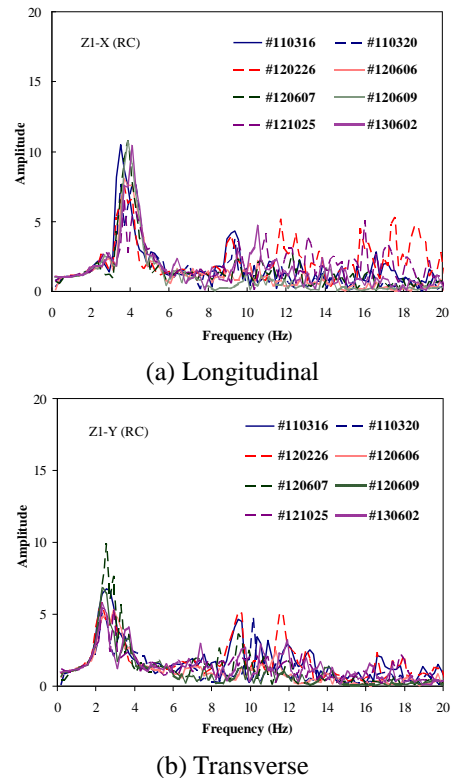 20
Z1-X (RC)
#110316 #110320
#120226 #120606
15
#120607 #120609
#121025 #130602
Amplitude
10
5
0
0 2 4 6 8 10 12 14 16 18 20
Frequency (Hz)
(a) Longitudinal
20
Z1-Y (RC)
#110316 #110320
#120226 #120606
15
#120607 #120609
#121025 #130602
Amplitude
10
5
0
0 2 4 6 8 10 12 14 16 18 20
Frequency (Hz)
(b) Transverse